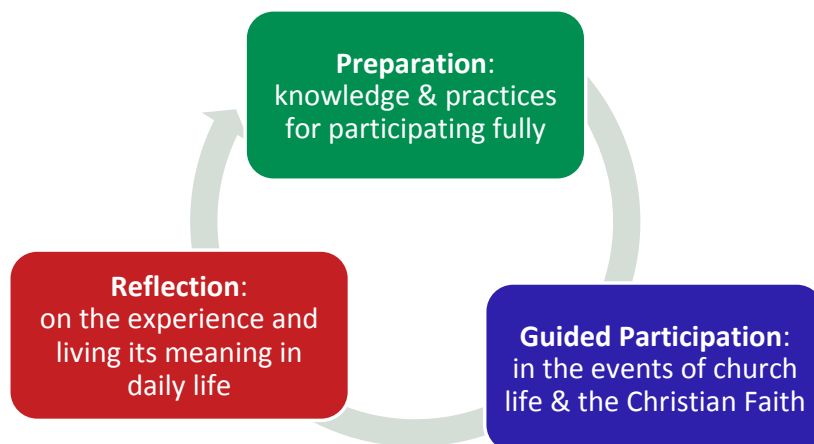 Preparation:
knowledge & practices
for participating fully
Guided Participation:
in the events of church
life & the Christian Faith
Reflection:
on the experience and
living its meaning in
daily life